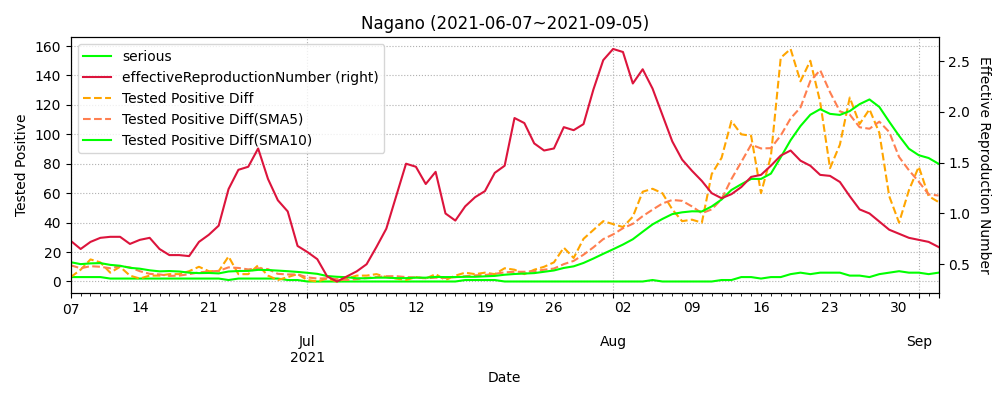 Nagano (2021-06-07~2021-09-05)
serious
effectiveReproductionNumber (right)
Tested Positive Diff
Tested Positive Diff(SMA5)
Tested Positive Diff(SMA10)
Tested Positive
160
140
120
100
80
60
40
20
0
2.5
2.0
1.5
1.0
0.5
Effective Reproduction Number
07 14 21 28 05 12 19 26 02 09 16 23 30
Jul Aug Sep
2021
Date